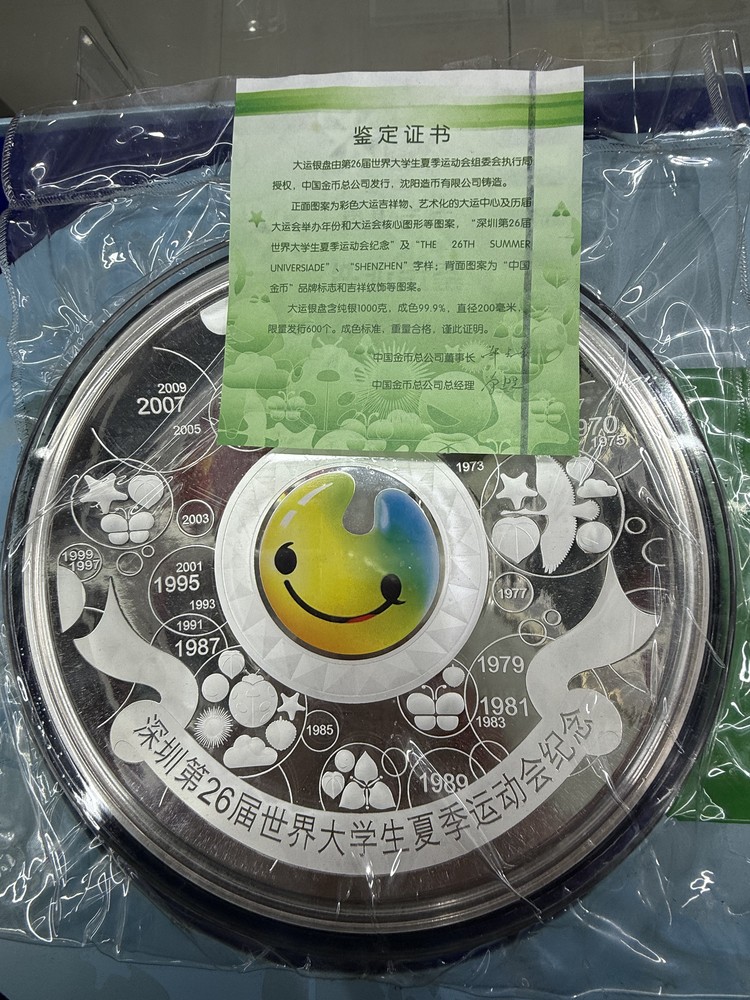 鉴定证书
大运银盘由第26届世界大学生夏季运动会组委会执行局
授权，中国金币总公司发行，沈阳造币有限公司铸造。
正面图案为彩色大运吉祥物、艺术化的大运中心及历届
大运会举办年份和大运会核心图形等图案，“深圳第26届
世界大学生夏季运动会纪念”及“THE 26TH SUMMER
UNIVERSIADE”、“SHENZHEN”字样；背面图案为“中国
金币”品牌标志和吉祥纹饰等图案。
大运银盘含纯银1000克，成色99.9%，直径200毫米，
限量发行600个。成色标准，重量合格，谨此证明。
中国金币总公司董事长
中国金币总公司总经理
2009
2007
2005
2003
1999
1997
2001
1995
1993
1991
1987
1985
1989
1983
1981
1979
1977
1973
1970
1975
深圳第26届世界大学生夏季运动会纪念